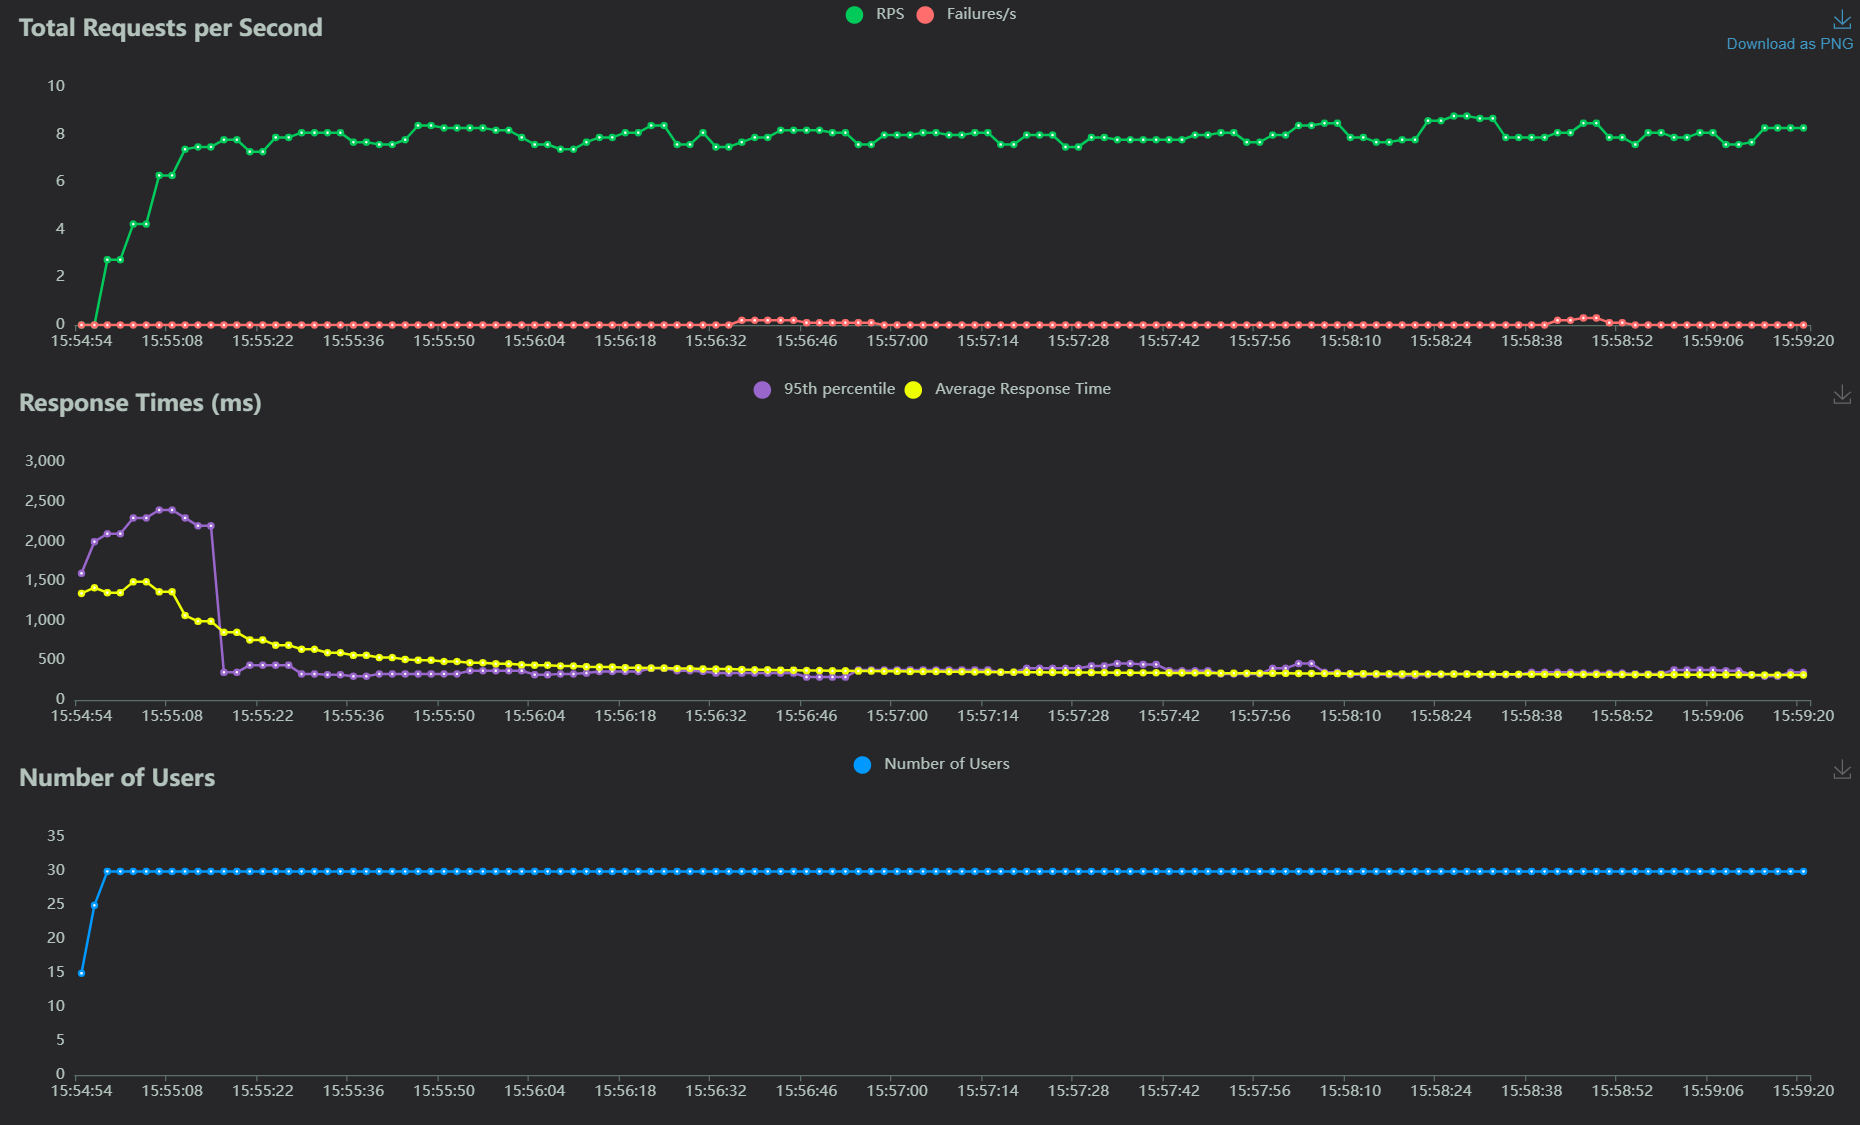 Total Requests per Second
RPS Failures/s
Download as PNG
10
8
6
4
2
0
15:54:54 15:55:08 15:55:22 15:55:36 15:55:50 15:56:04 15:56:18 15:56:32 15:56:46 15:57:00 15:57:14 15:57:28 15:57:42 15:57:56 15:58:10 15:58:24 15:58:38 15:58:52 15:59:06 15:59:20
Response Times (ms)
95th percentile Average Response Time
3,000
2,500
2,000
1,500
1,000
500
0
15:54:54 15:55:08 15:55:22 15:55:36 15:55:50 15:56:04 15:56:18 15:56:32 15:56:46 15:57:00 15:57:14 15:57:28 15:57:42 15:57:56 15:58:10 15:58:24 15:58:38 15:58:52 15:59:06 15:59:20
Number of Users
Number of Users
35
30
25
20
15
10
5
0
15:54:54 15:55:08 15:55:22 15:55:36 15:55:50 15:56:04 15:56:18 15:56:32 15:56:46 15:57:00 15:57:14 15:57:28 15:57:42 15:57:56 15:58:10 15:58:24 15:58:38 15:58:52 15:59:06 15:59:20